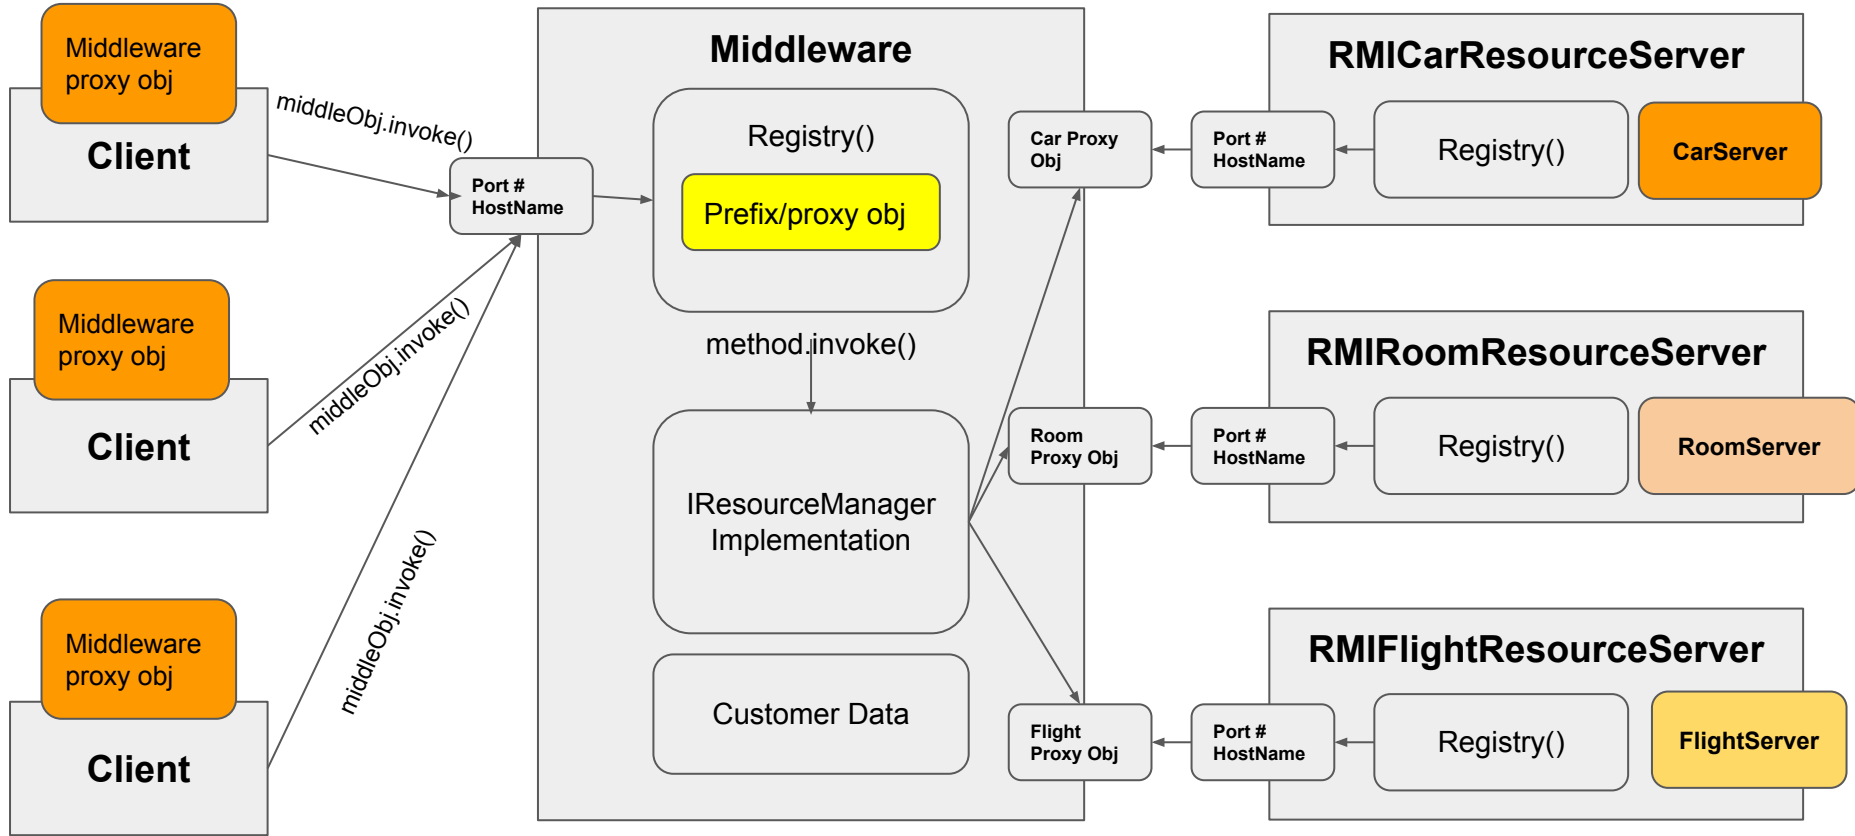 Middleware
proxy obj
Client
middleObj.invoke()
Middleware
proxy obj
Client
middleObj.invoke()
Middleware
proxy obj
Client
middleObj.invoke()
Port #
HostName
Middleware
Registry()
Prefix/proxy obj
method.invoke()
IResourceManager
Implementation
Customer Data
Car Proxy
Obj
Room
Proxy Obj
Flight
Proxy Obj
RMICarResourceServer
Port #
HostName
Registry()
CarServer
RMIRoomResourceServer
Port #
HostName
Registry()
RoomServer
RMIFlightResourceServer
Port #
HostName
Registry()
FlightServer